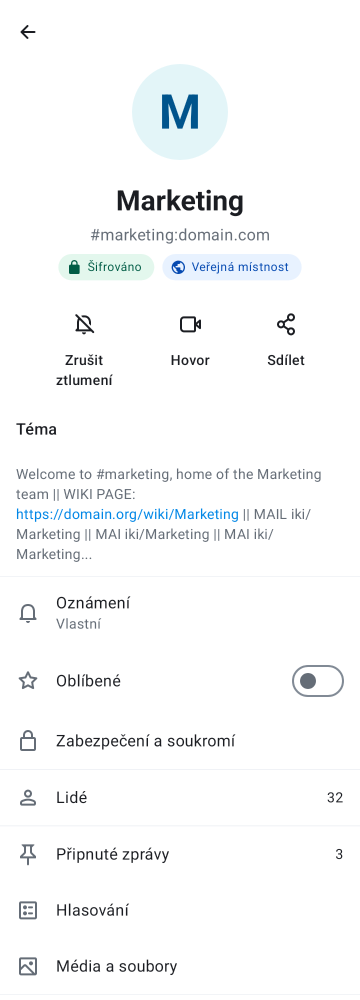 M
Marketing
#marketing:domain.com
Šifrováno Veřejná místnost
Zrušit ztlumení
Hovor
Sdílet
Téma
Welcome to #marketing, home of the Marketing
team || WIKI PAGE:
https://domain.org/wiki/Marketing || MAIL iki/
Marketing || MAI iki/Marketing || MAI iki/
Marketing...
Oznámení
Vlastní
Oblíbené
Zabezpečení a soukromí
Lidé 32
Připnuté zprávy 3
Hlasování
Média a soubory